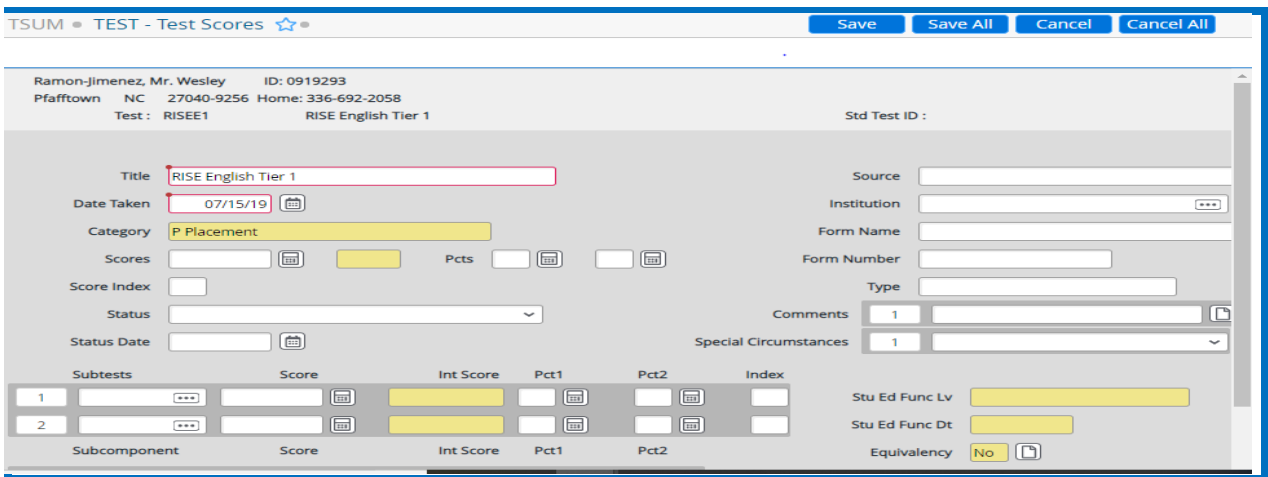 TSUM • TEST - Test Scores Save Save All Cancel Cancel All
Ramon-Jimenez, Mr. Wesley ID: 0919293
Pfafftown NC 27040-9256 Home: 336-692-2058
Test : RISEE1 RISE English Tier 1 Std Test ID :
Title RISE English Tier 1 Source
Date Taken 07/15/19 Institution
Category P Placement Form Name
Scores Pcts Form Number
Score Index Type
Status Comments 1
Status Date Special Circumstances 1
Subtests Score Int Score Pct1 Pct2 Index
1 Stu Ed Func Lv
2 Stu Ed Func Dt
Subcomponent Score Int Score Pct1 Pct2 Equivalency No